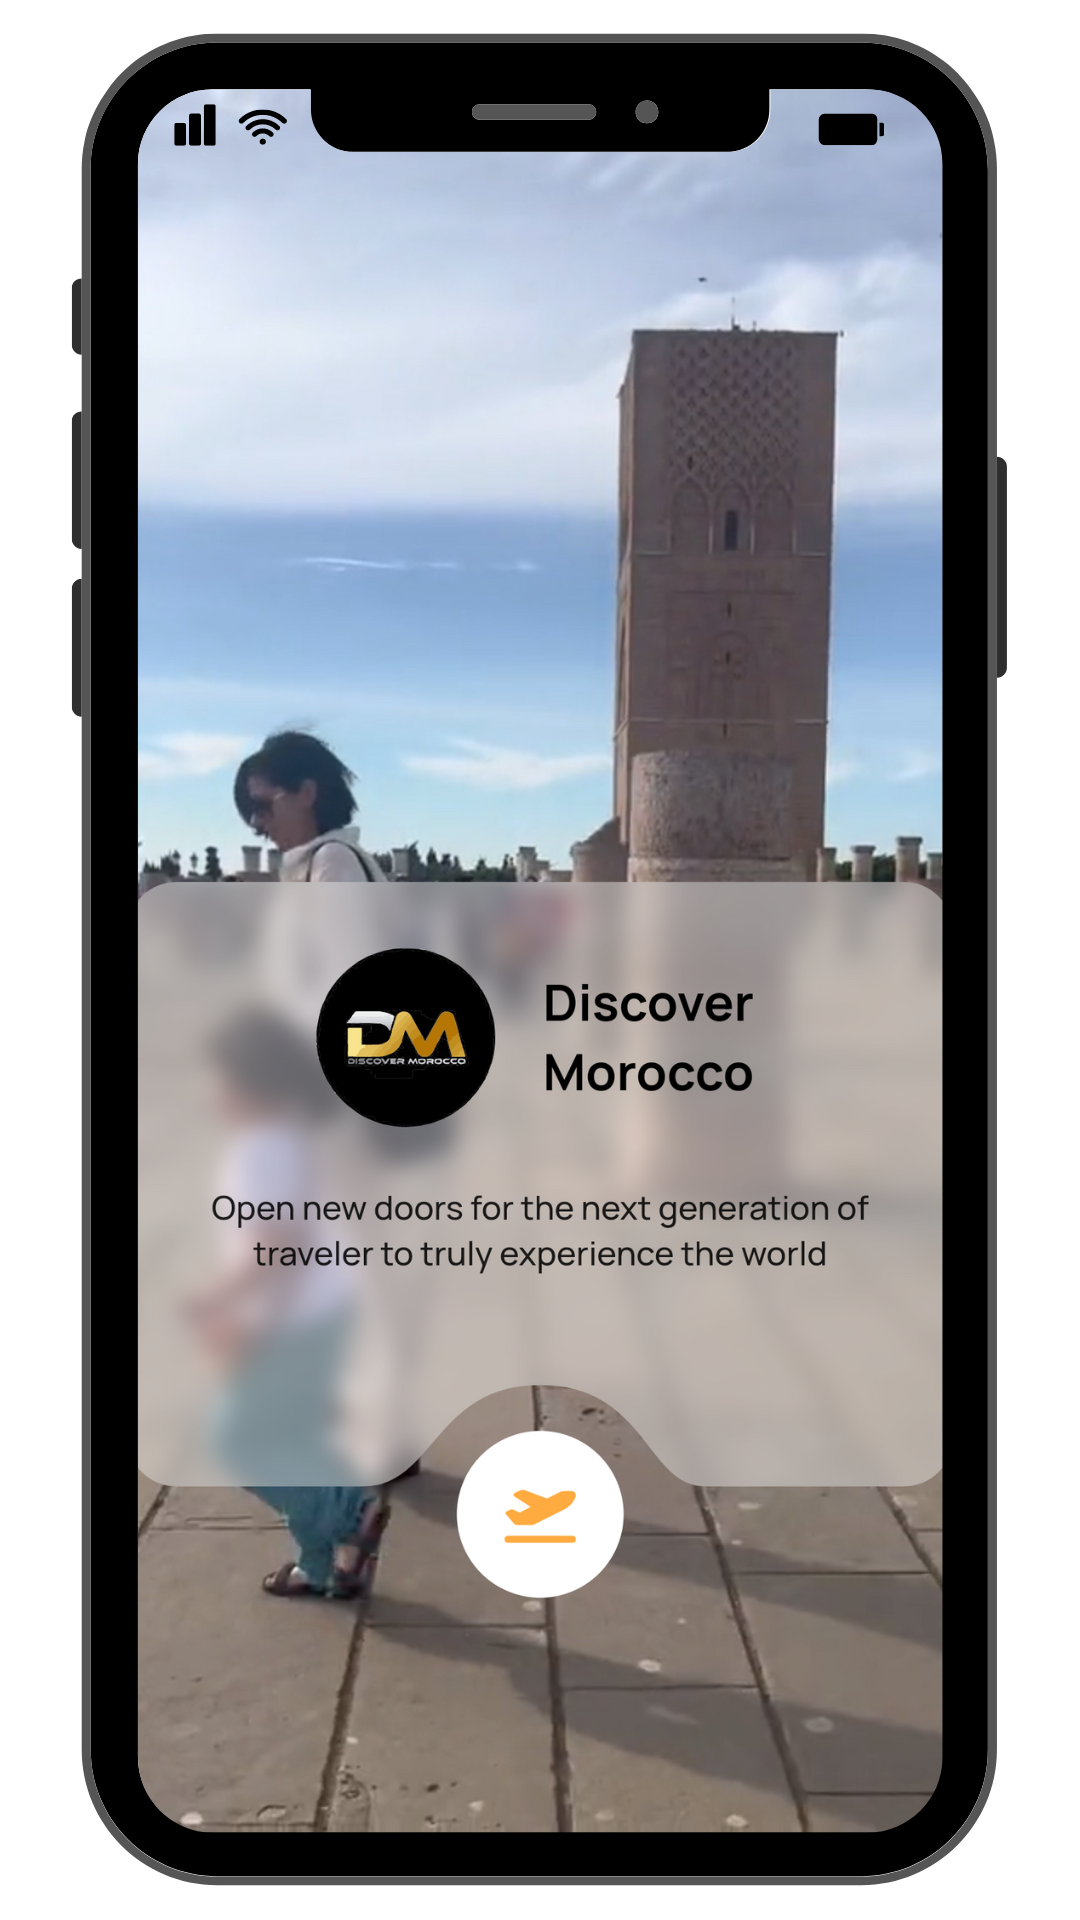 DM
DISCOVER MOROCCO
Discover
Morocco
Open new doors for the next generation of
traveler to truly experience the world